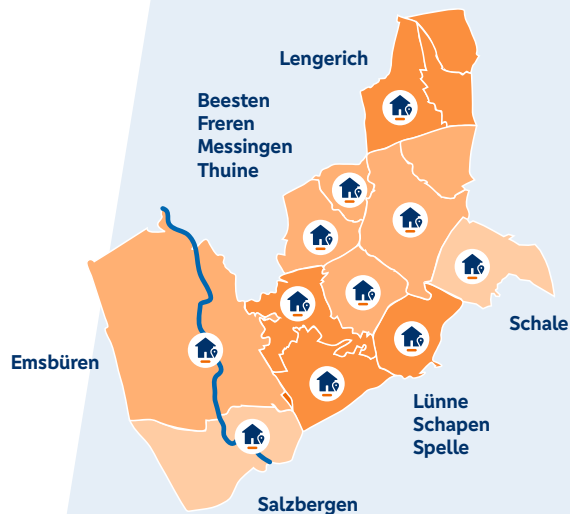 Lengerich
Beesten
Freren
Messingen
Thuine
Schale
Emsbüren
Lünne
Schapen
Spelle
Salzbergen